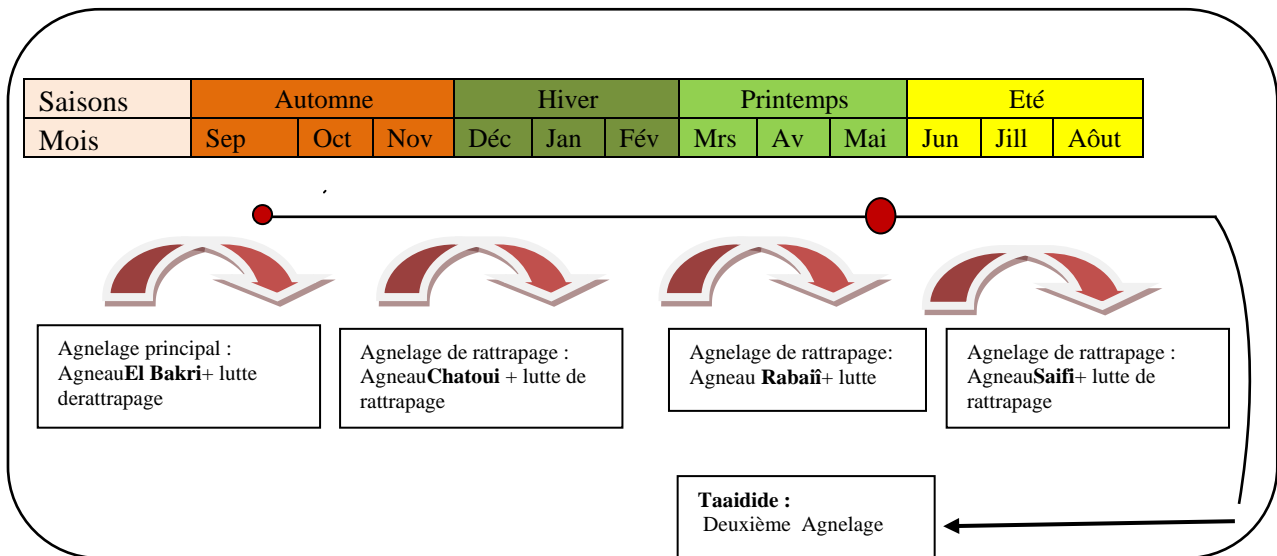 Saisons Automne Hiver Printemps Eté
Mois Sep Oct Nov Déc Jan Fév Mrs Av Mai Jun Jill Aôut
Agnelage principal :
AgneauEl Bakri+ lutte
derattrapage
Agnelage de rattrapage :
AgneauChatoui + lutte de
rattrapage
Agnelage de rattrapage:
Agneau Rabaiî+ lutte
Agnelage de rattrapage :
AgneauSaifi+ lutte de
rattrapage
Taaidide :
Deuxième Agnelage